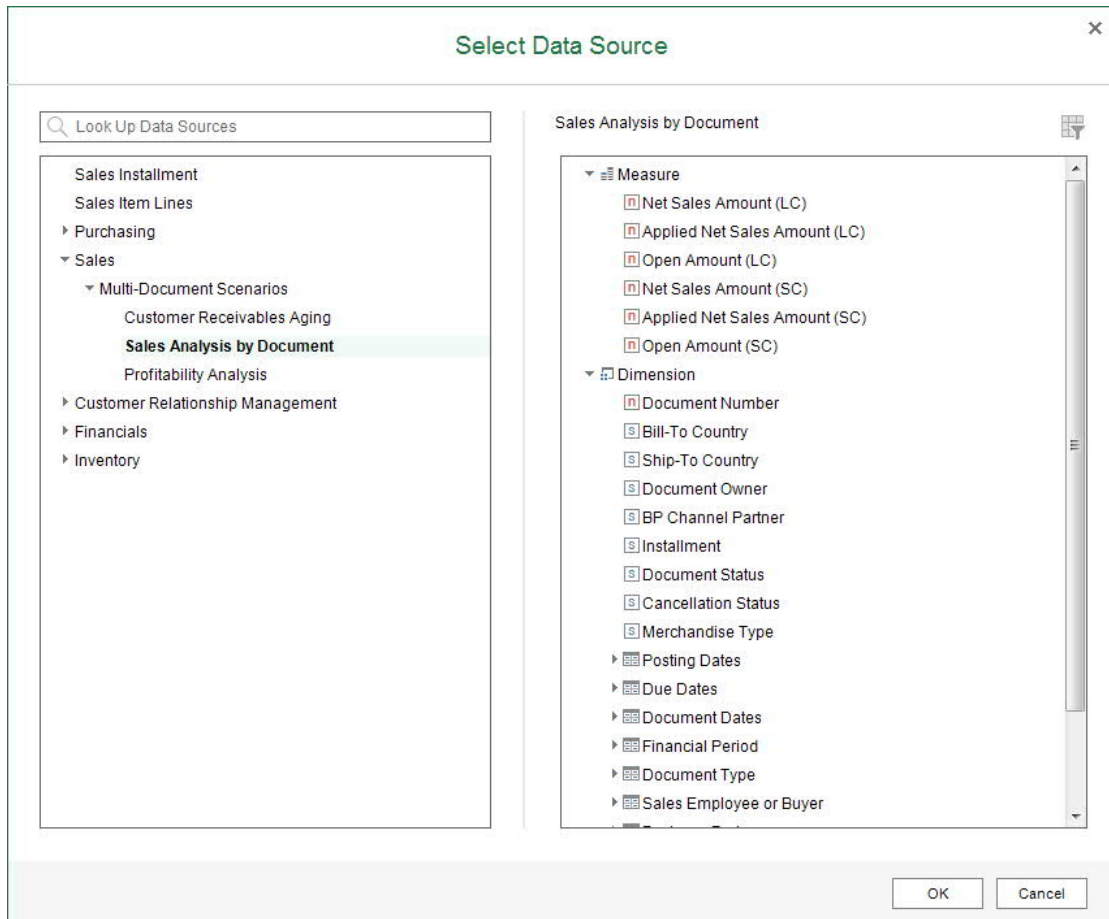 Select Data Source
Look Up Data Sources
Sales Installment
Sales Item Lines
Purchasing
Sales
Multi-Document Scenarios
Customer Receivables Aging
Sales Analysis by Document
Profitability Analysis
Customer Relationship Management
Financials
Inventory
Sales Analysis by Document
Measure
n Net Sales Amount (LC)
n Applied Net Sales Amount (LC)
n Open Amount (LC)
n Net Sales Amount (SC)
n Applied Net Sales Amount (SC)
n Open Amount (SC)
Dimension
n Document Number
s Bill-To Country
s Ship-To Country
s Document Owner
s BP Channel Partner
s Installment
s Document Status
s Cancellation Status
s Merchandise Type
Posting Dates
Due Dates
Document Dates
Financial Period
Document Type
Sales Employee or Buyer
OK Cancel